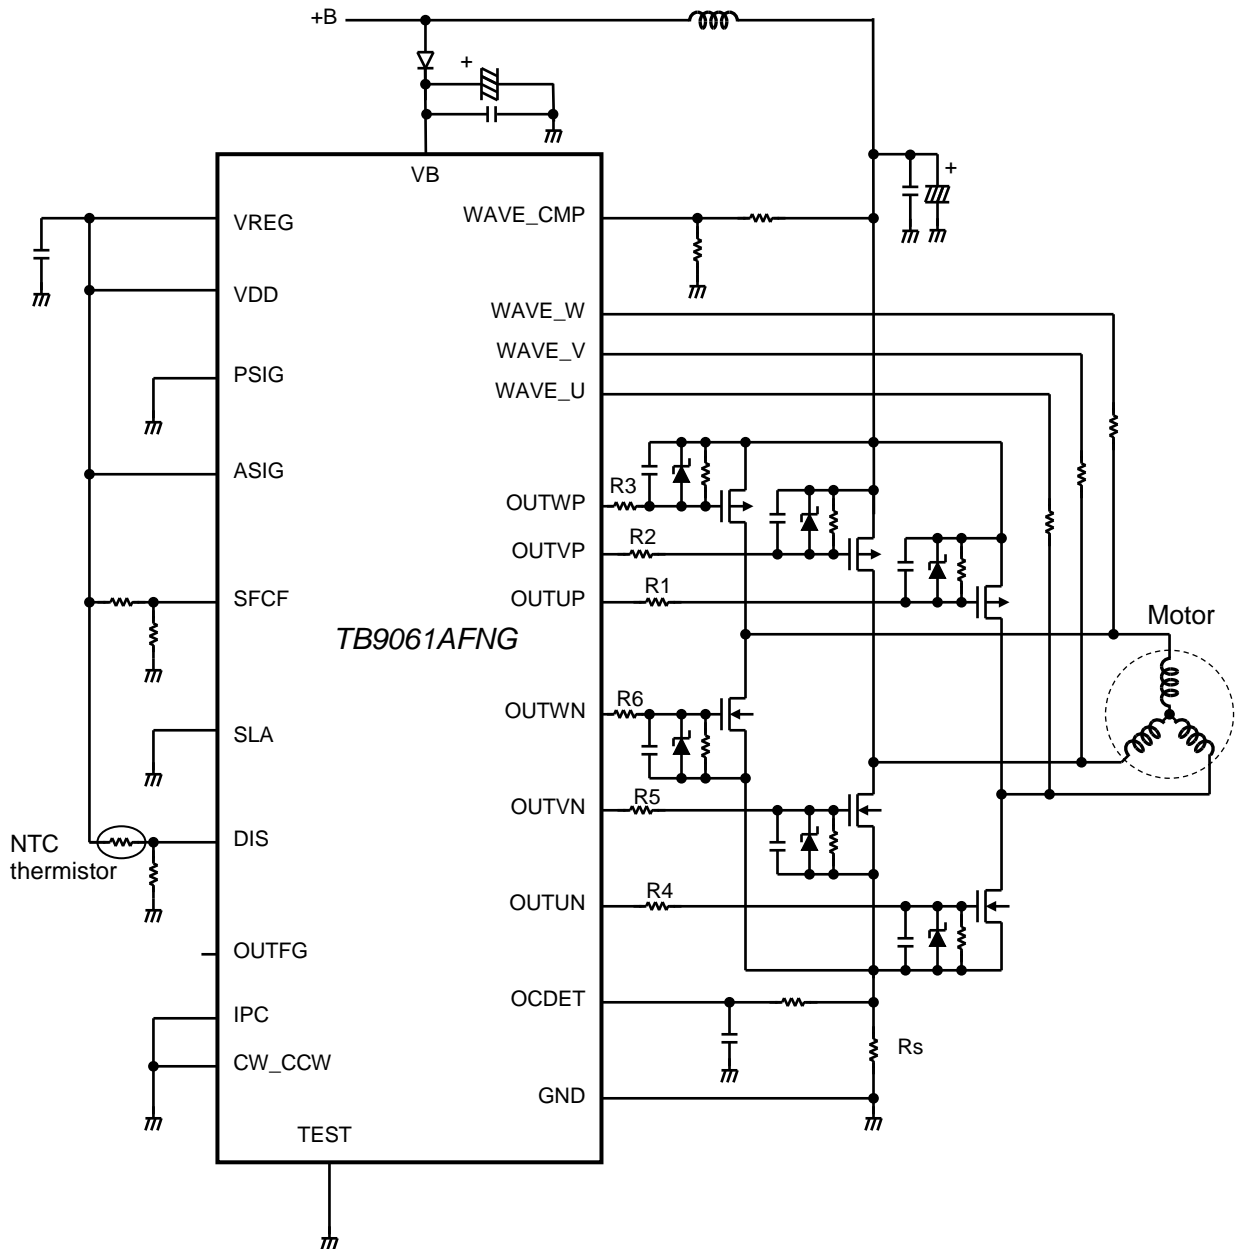 +B
+
VB
+
VREG
WAVE_CMP
VDD
WAVE_W
WAVE_V
PSIG
WAVE_U
ASIG
R3
OUTWP
R2
OUTVP
R1
SFCF
OUTUP
Motor
TB9061AFNG
R6
OUTWN
SLA
R5
OUTVN
NTC
thermistor
DIS
R4
OUTUN
OUTFG
OCDET
IPC
Rs
CW_CCW
GND
TEST